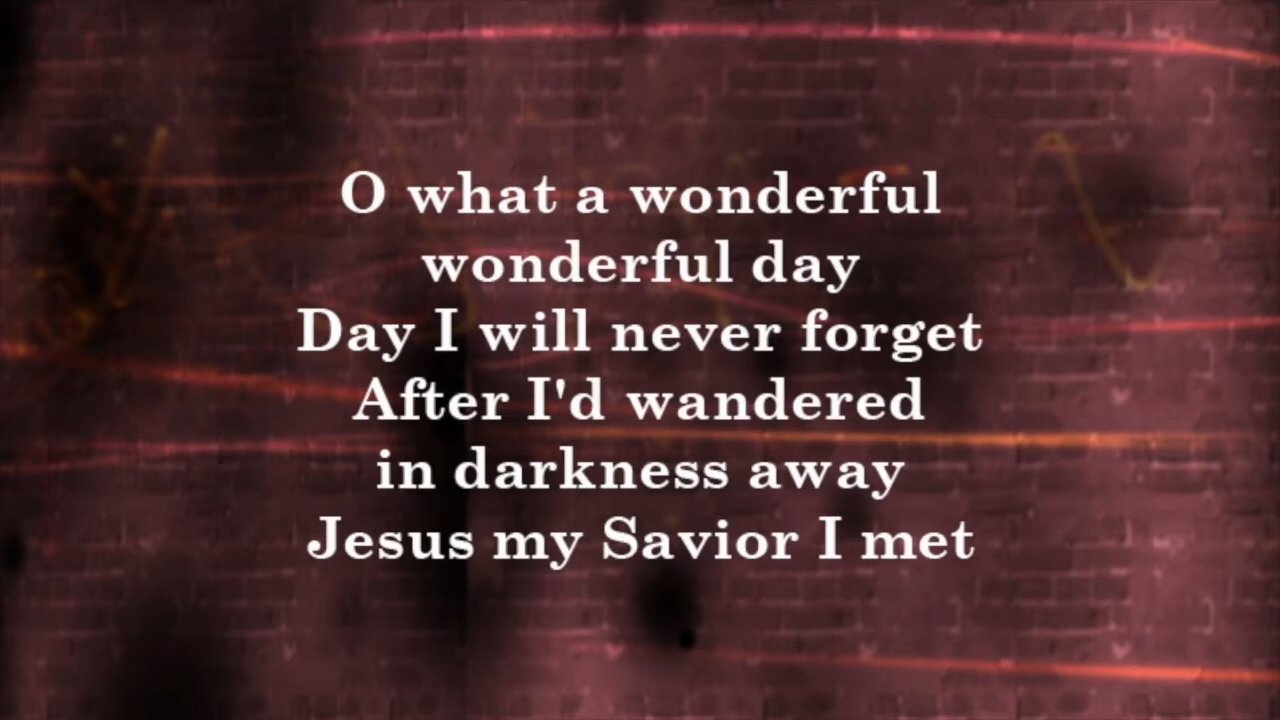 O what a wonderful
wonderful day
Day I will never forget
After I'd wandered
in darkness away
Jesus my Savior I met